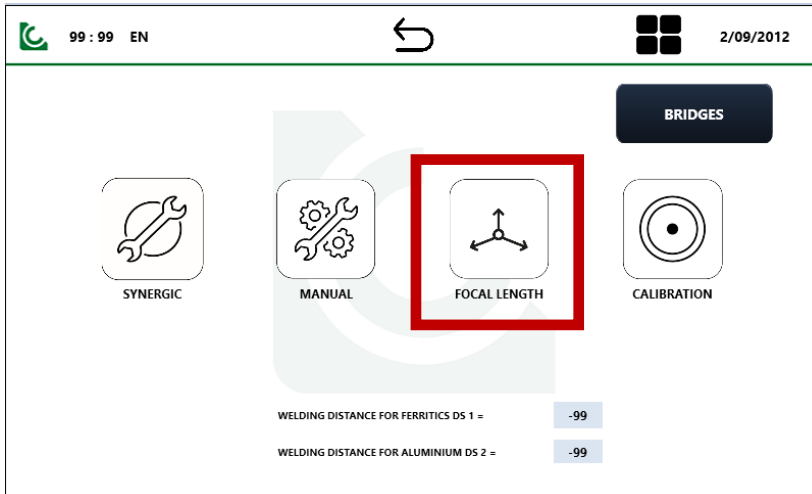 99 : 99 EN 2/09/2012
BRIDGES
SYNERGIC MANUAL FOCAL LENGTH CALIBRATION
WELDING DISTANCE FOR FERRITICS DS 1 = -99
WELDING DISTANCE FOR ALUMINIUM DS 2 = -99